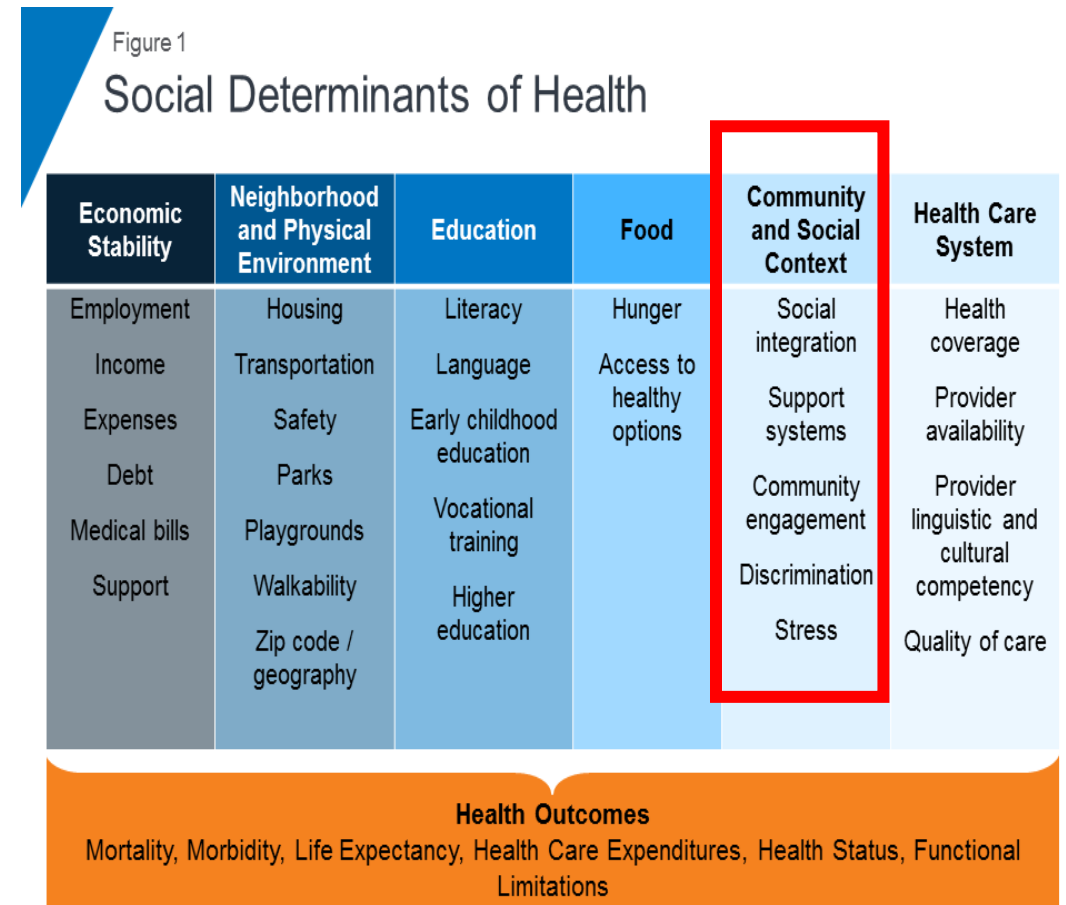 Figure 1
Social Determinants of Health
Economic
Stability
Neighborhood
and Physical
Environment
Education
Food
Community
and Social
Context
Health Care
System
Employment
Income
Expenses
Debt
Medical bills
Support
Housing
Transportation
Safety
Parks
Playgrounds
Walkability
Zip code /
geography
Literacy
Language
Early childhood
education
Vocational
training
Higher
education
Hunger
Access to
healthy
options
Social
integration
Support
systems
Community
engagement
Discrimination
Stress
Health
coverage
Provider
availability
Provider
linguistic and
cultural
competency
Quality of care
Health Outcomes
Mortality, Morbidity, Life Expectancy, Health Care Expenditures, Health Status, Functional
Limitations